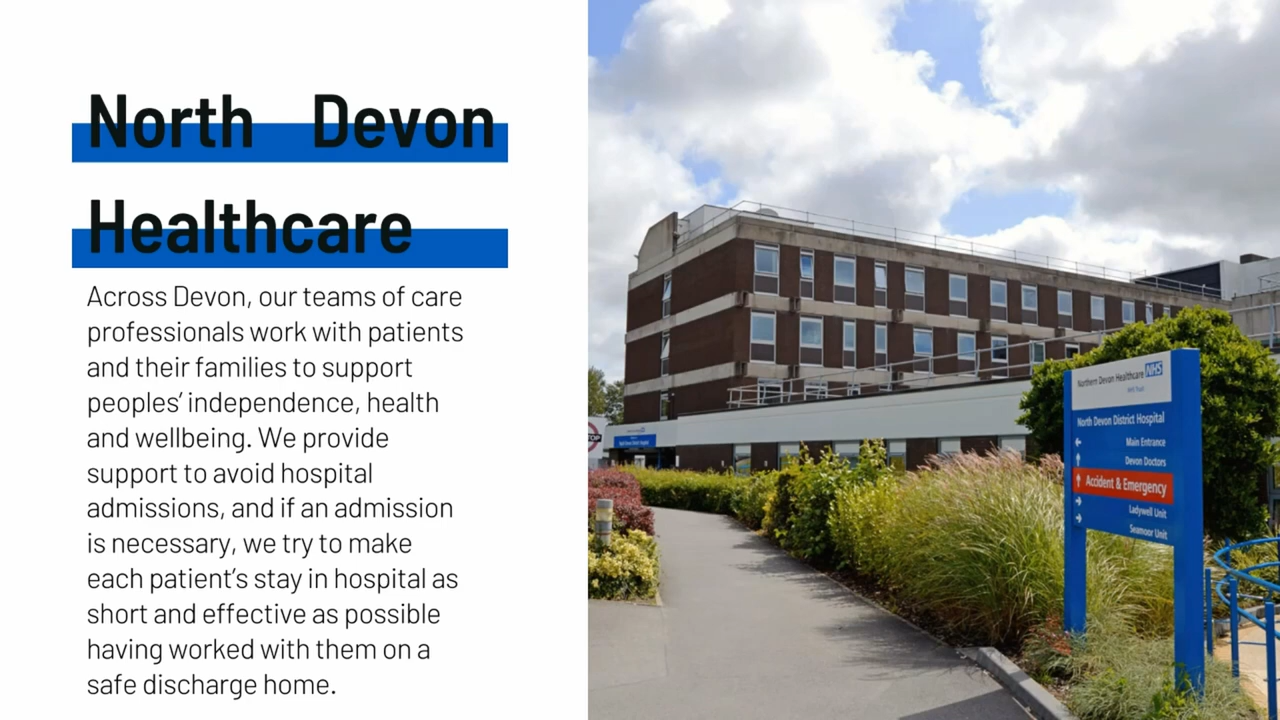 North Devon
Healthcare
Across Devon, our teams of care
professionals work with patients
and their families to support
peoples’ independence, health
and wellbeing. We provide
support to avoid hospital
admissions, and if an admission
is necessary, we try to make
each patient’s stay in hospital as
short and effective as possible
having worked with them on a
safe discharge home.
Northern Devon Healthcare NHS
North Devon District Hospital
Main Entrance
Devon Doctors
Accident & Emergency
Ladywell Unit
Seamoor Unit
North Devon District Hospital